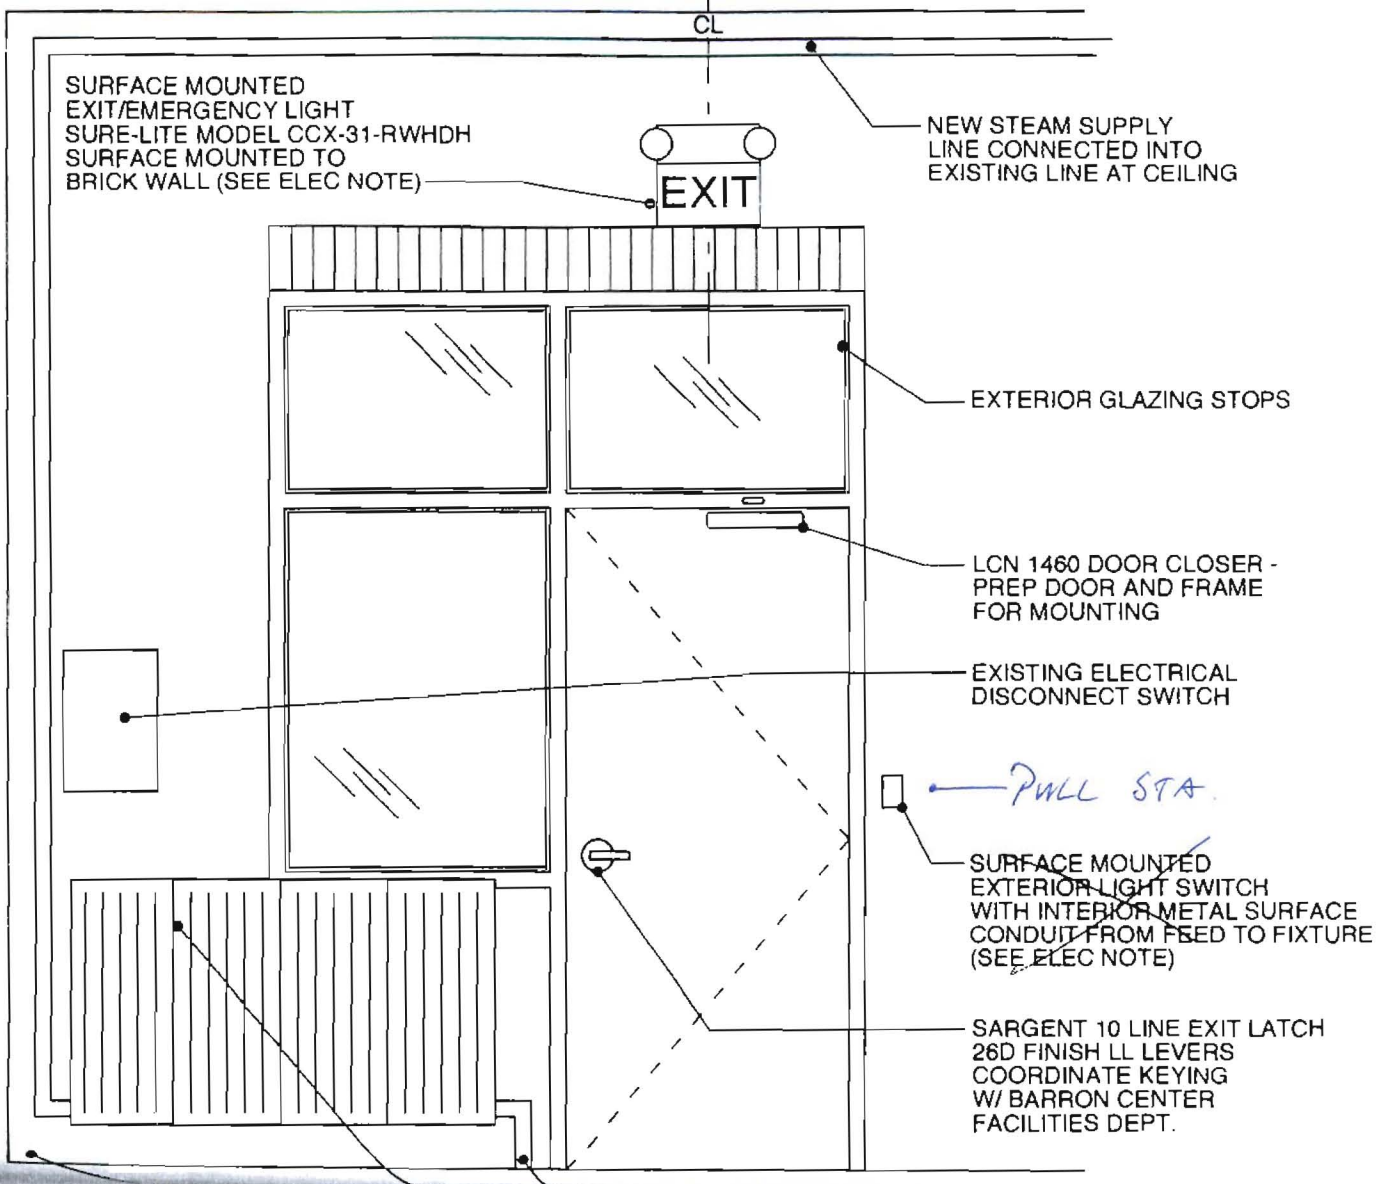 CL
SURFACE MOUNTED
EXIT/EMERGENCY LIGHT
SURE-LITE MODEL CCX-31-RWHDH
SURFACE MOUNTED TO
BRICK WALL (SEE ELEC NOTE)
NEW STEAM SUPPLY
LINE CONNECTED INTO
EXISTING LINE AT CEILING
EXIT
EXTERIOR GLAZING STOPS
LCN 1460 DOOR CLOSER -
PREP DOOR AND FRAME
FOR MOUNTING
EXISTING ELECTRICAL
DISCONNECT SWITCH
PULL STA.
SURFACE MOUNTED
EXTERIOR LIGHT SWITCH
WITH INTERIOR METAL SURFACE
CONDUIT FROM FEED TO FIXTURE
(SEE ELEC NOTE)
SARGENT 10 LINE EXIT LATCH
26D FINISH LL LEVERS
COORDINATE KEYING
W/ BARRON CENTER
FACILITIES DEPT.